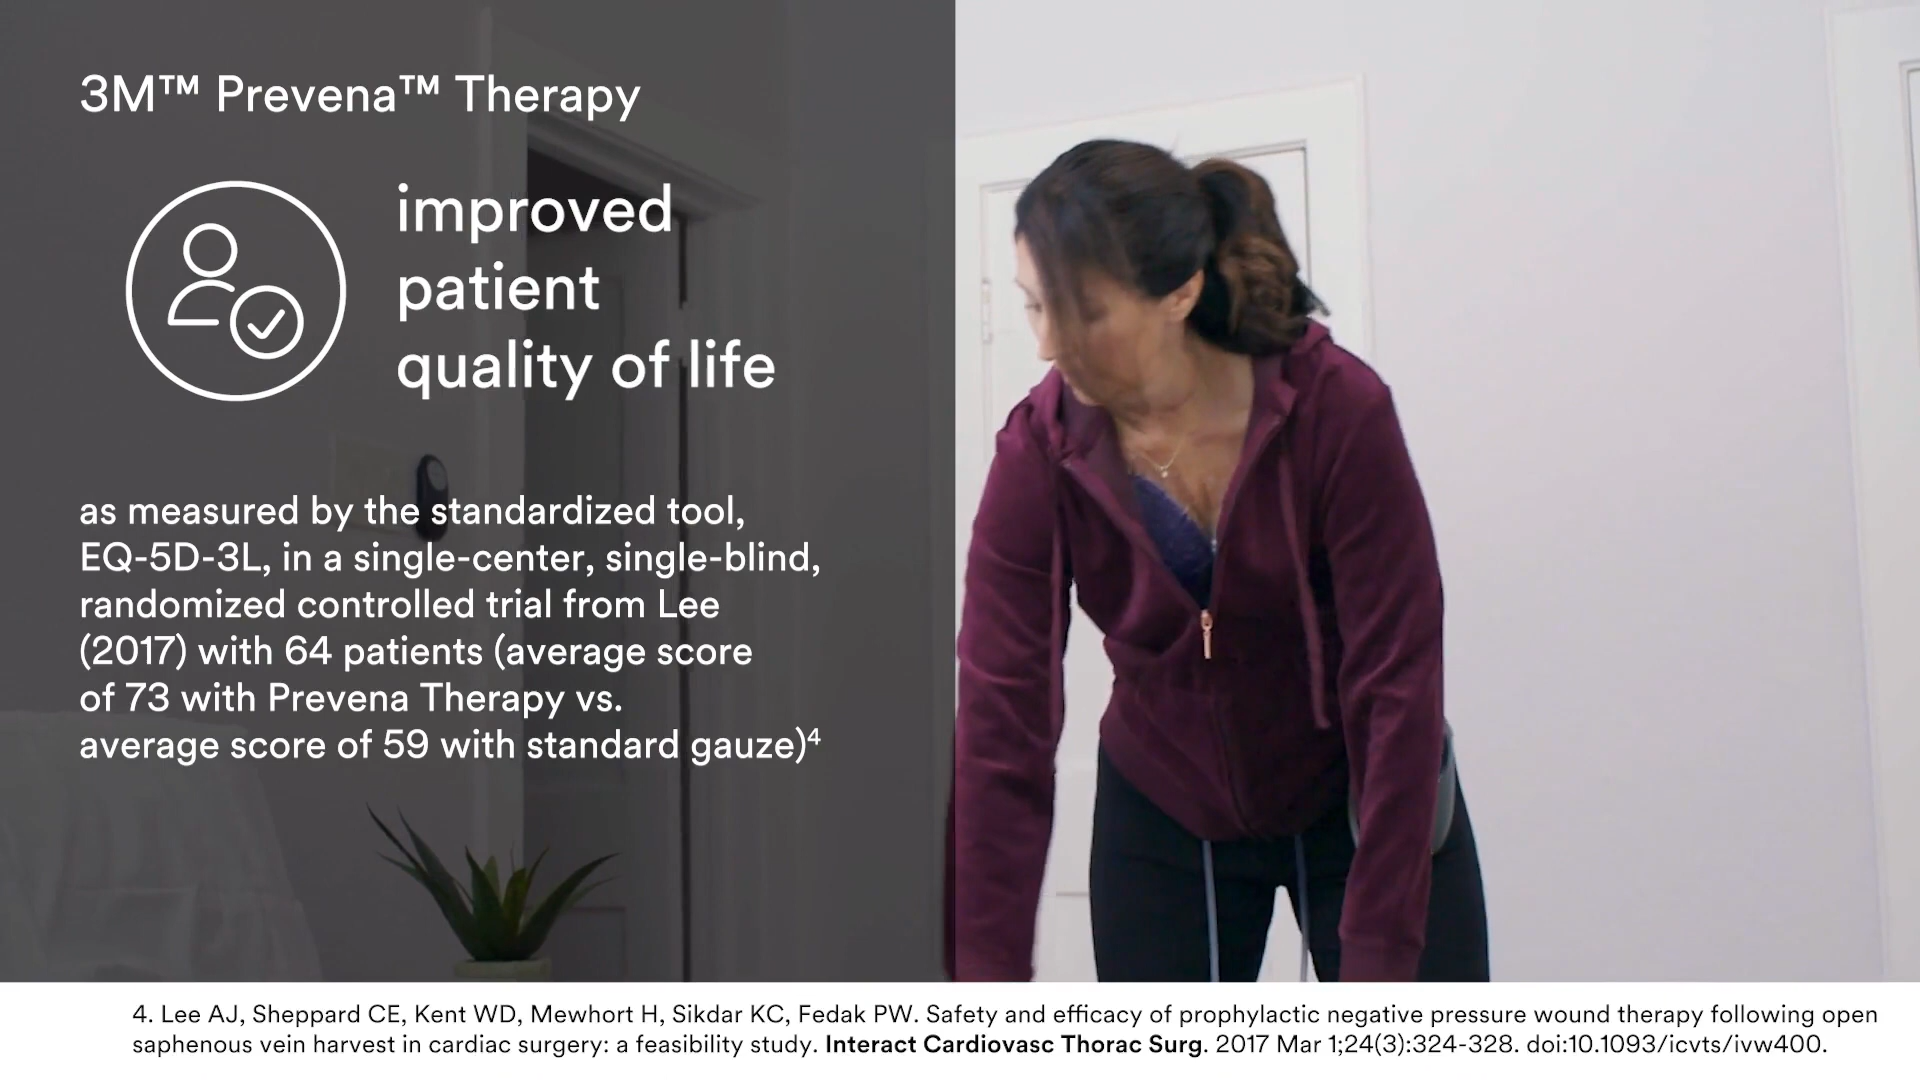 3M™ Prevena™ Therapy
improved
patient
quality of life
as measured by the standardized tool,
EQ-5D-3L, in a single-center, single-blind,
randomized controlled trial from Lee
(2017) with 64 patients (average score
of 73 with Prevena Therapy vs.
average score of 59 with standard gauze)⁴
4. Lee AJ, Sheppard CE, Kent WD, Mewhort H, Sikdar KC, Fedak PW. Safety and efficacy of prophylactic negative pressure wound therapy following open
saphenous vein harvest in cardiac surgery: a feasibility study. Interact Cardiovasc Thorac Surg. 2017 Mar 1;24(3):324-328. doi:10.1093/icvts/ivw400.